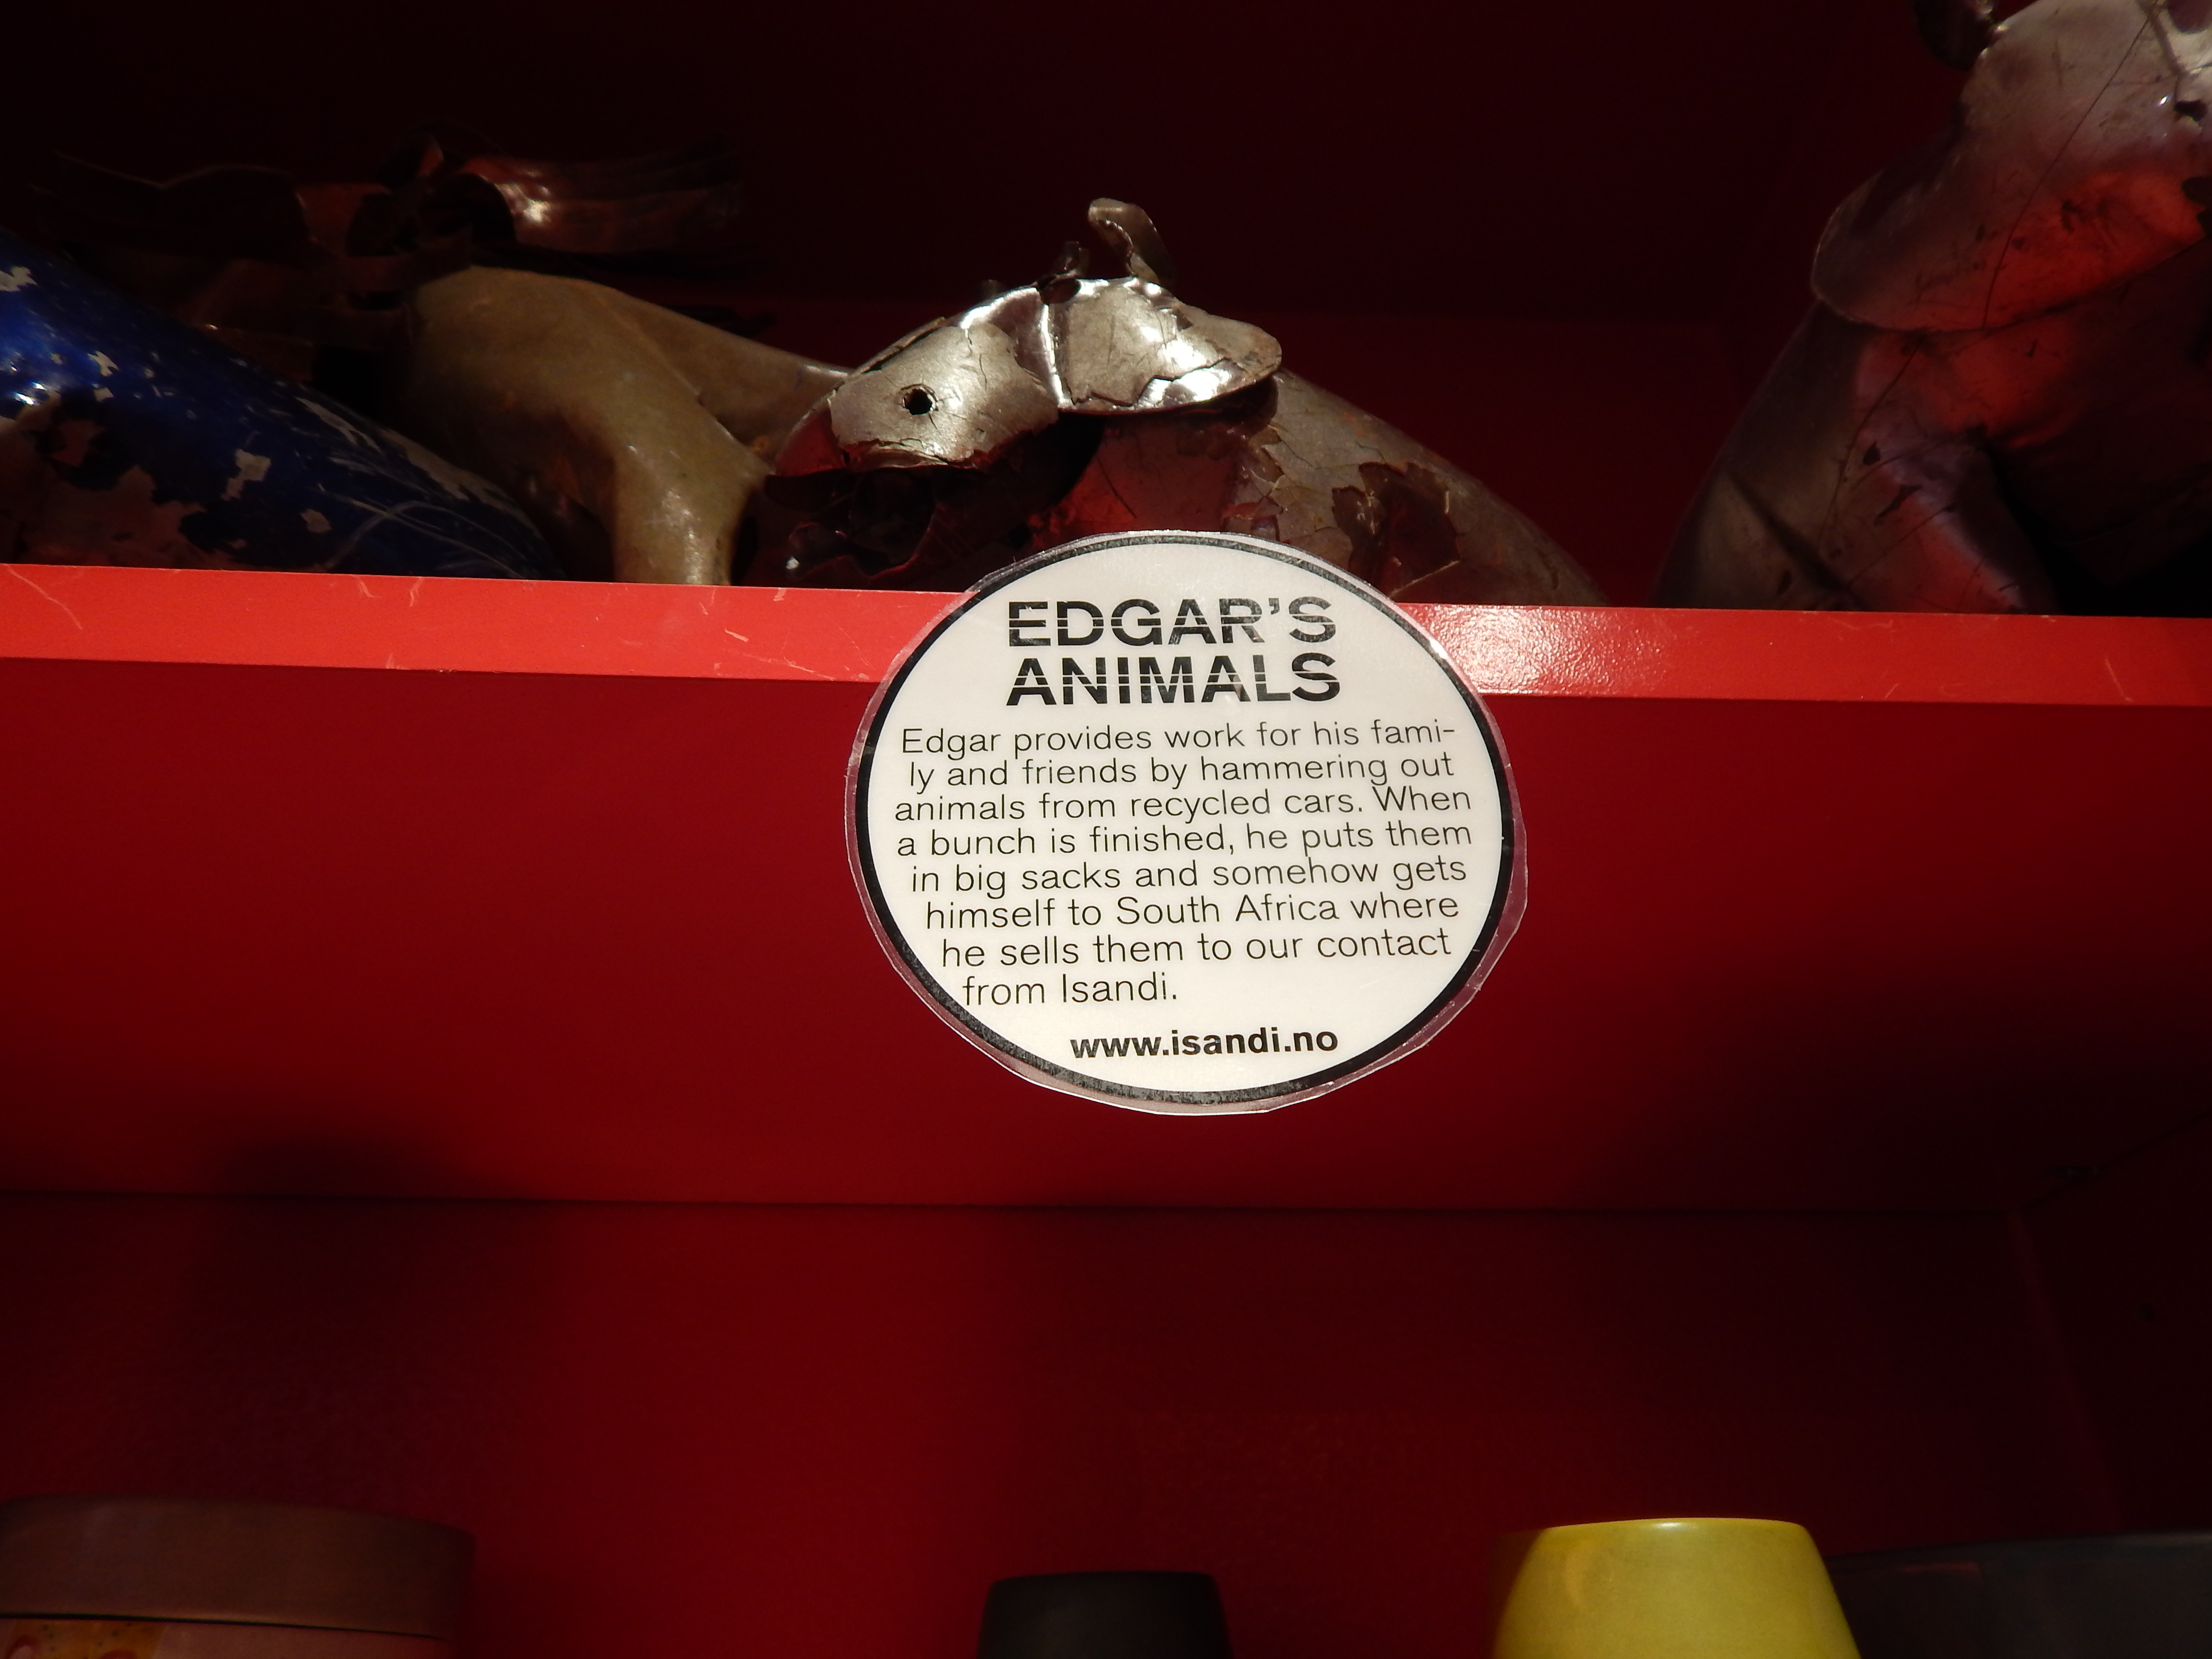 EDGAR'S
ANIMALS
Edgar provides work for his fami-
ly and friends by hammering out
animals from recycled cars. When
a bunch is finished, he puts them
in big sacks and somehow gets
himself to South Africa where
he sells them to our contact
from Isandi.
www.isandi.no